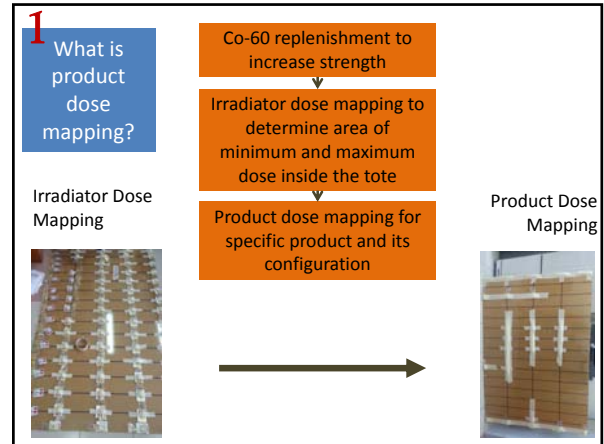 1
What is
product
dose
mapping?
Co-60 replenishment to
increase strength
Irradiator dose mapping to
determine area of
minimum and maximum
dose inside the tote
Product dose mapping for
specific product and its
configuration
Irradiator Dose
Mapping
Product Dose
Mapping